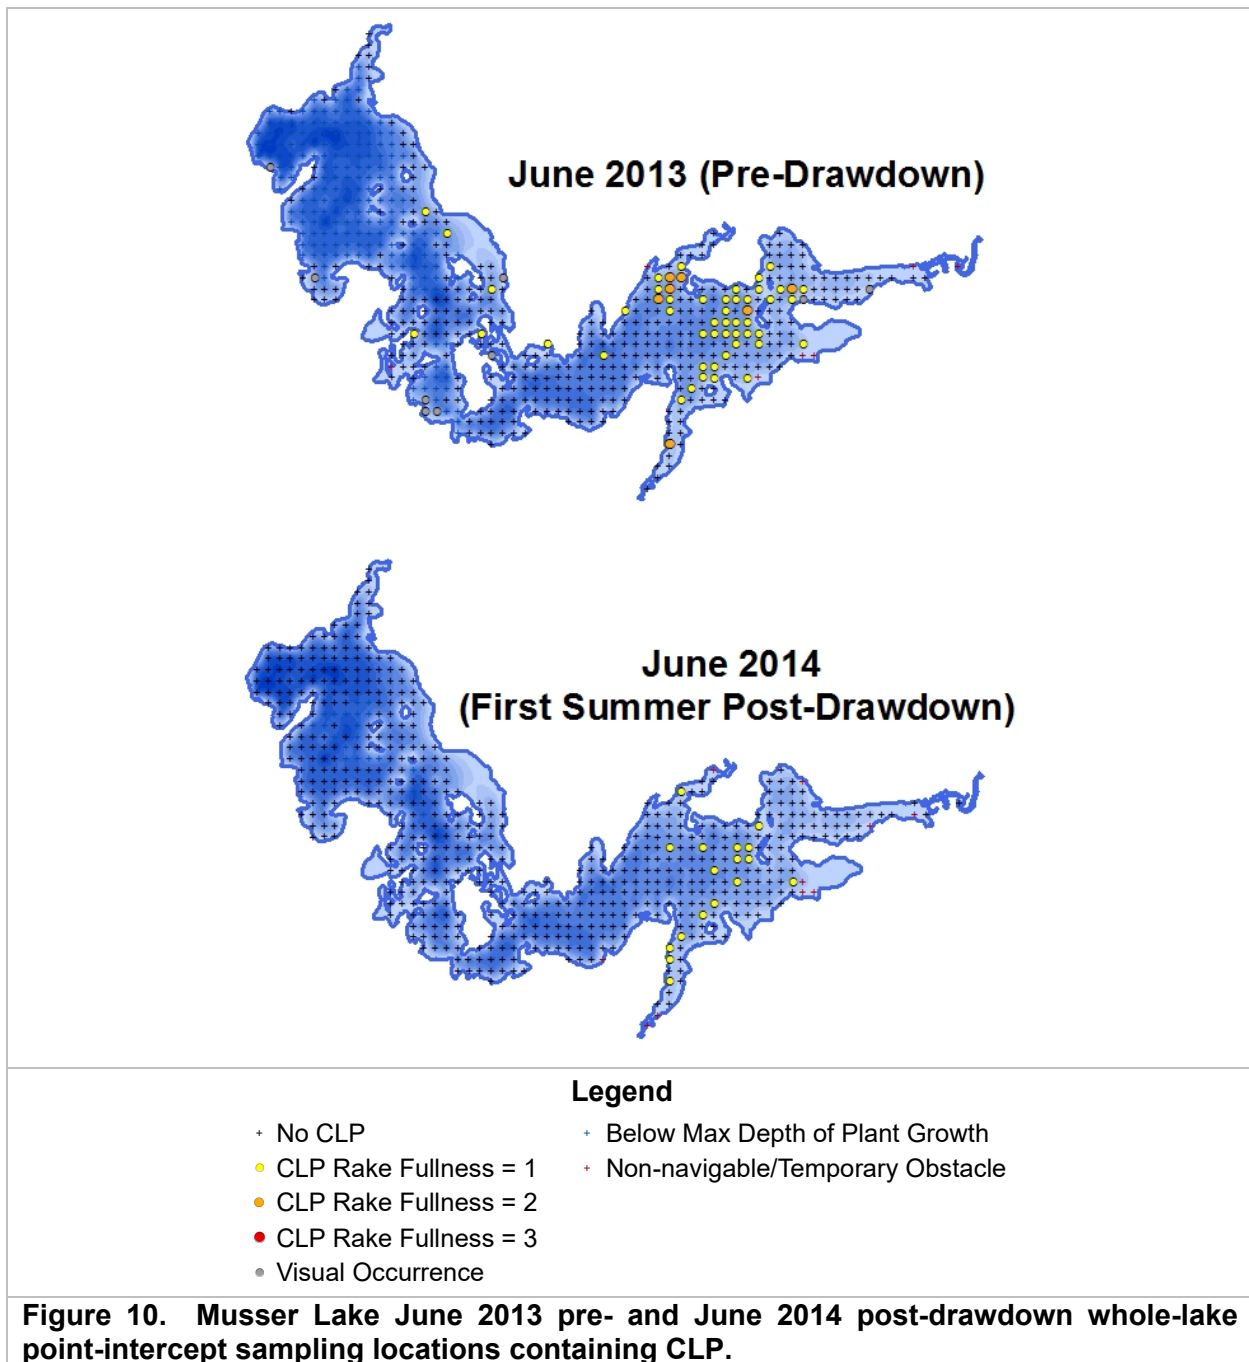 June 2013 (Pre-Drawdown)
June 2014
(First Summer Post-Drawdown)
Legend
No CLP
CLP Rake Fullness = 1
CLP Rake Fullness = 2
CLP Rake Fullness = 3
Visual Occurrence
Below Max Depth of Plant Growth
Non-navigable/Temporary Obstacle
Figure 10. Musser Lake June 2013 pre- and June 2014 post-drawdown whole-lake
point-intercept sampling locations containing CLP.